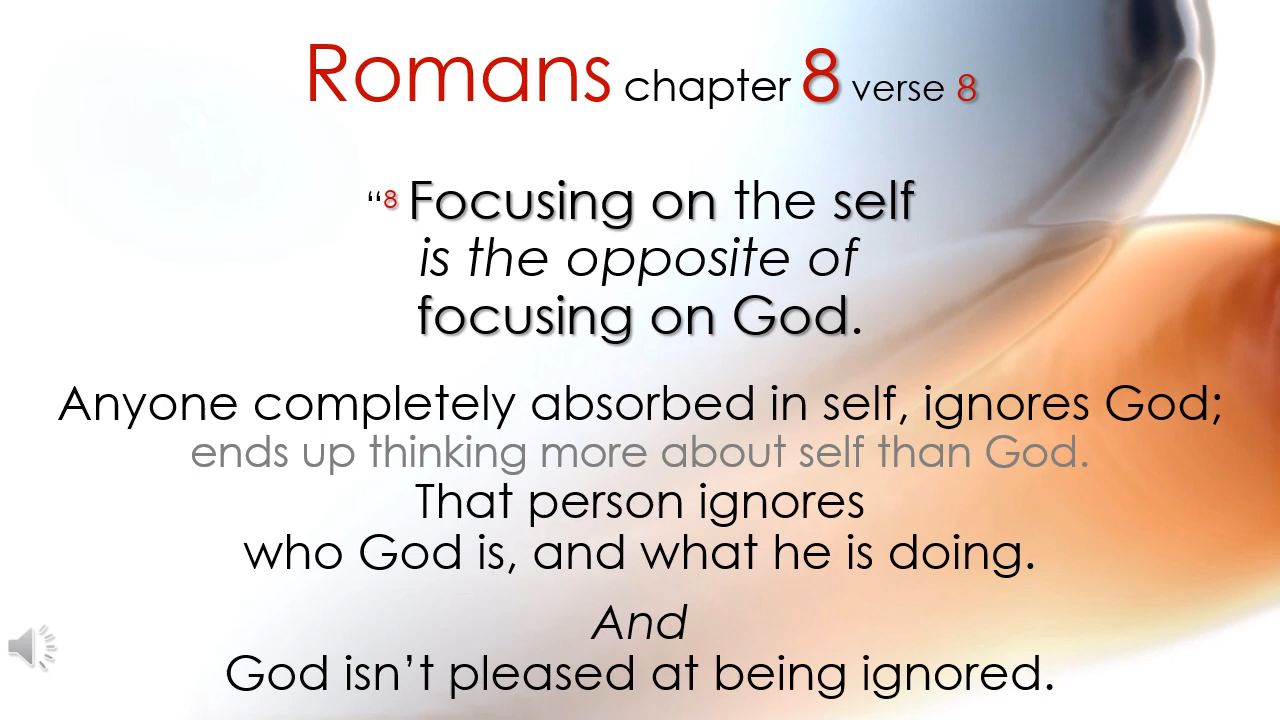 Romans chapter 8 verse 8
“8 Focusing on the self
is the opposite of
focusing on God.
Anyone completely absorbed in self, ignores God;
ends up thinking more about self than God.
That person ignores
who God is, and what he is doing.
And
God isn’t pleased at being ignored.